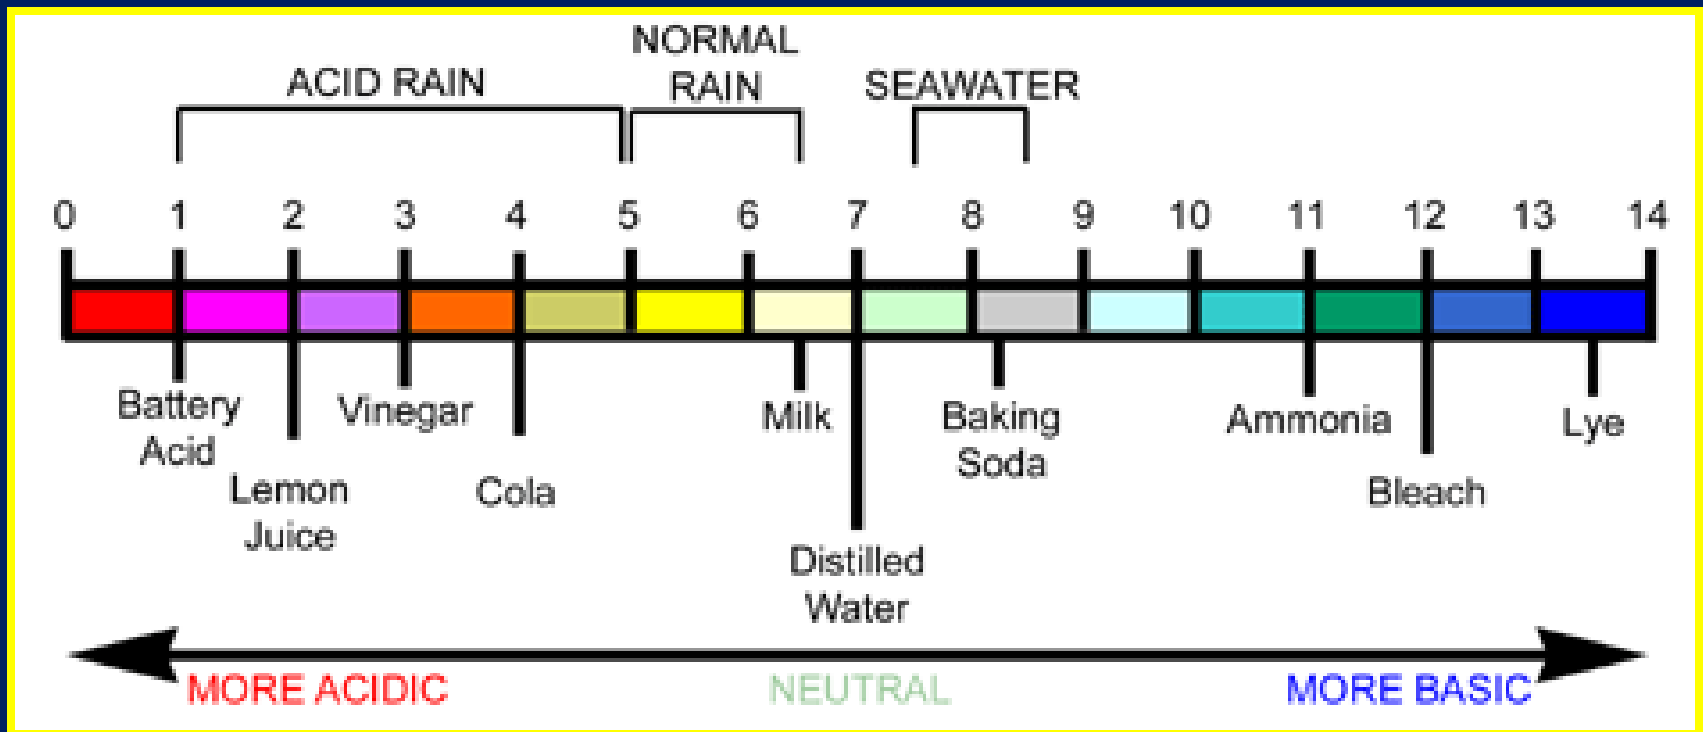 NORMAL
RAIN
ACID RAIN
SEAWATER
0 1 2 3 4 5 6 7 8 9 10 11 12 13 14
Battery
Acid
Lemon
Juice
Vinegar
Cola
Milk
Distilled
Water
Baking
Soda
Ammonia
Bleach
Lye
MORE ACIDIC
NEUTRAL
MORE BASIC